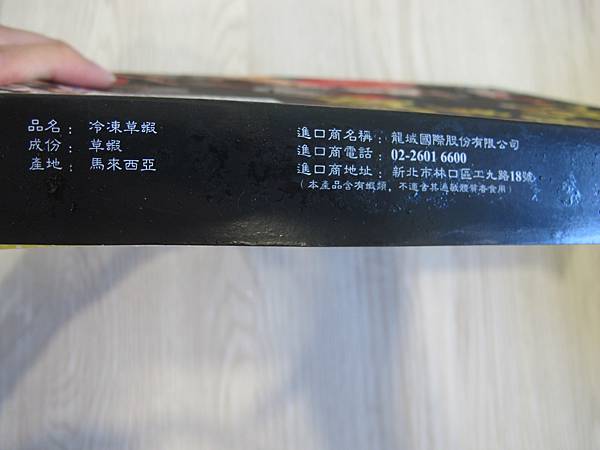 品名：冷凍草蝦
成份：草蝦
產地：馬來西亞
進口商名稱：龍域國際股份有限公司
進口商電話：02-2601 6600
進口商地址：新北市林口區工九路18號
（本產品含有蝦類，不適合其過敏體質者食用）